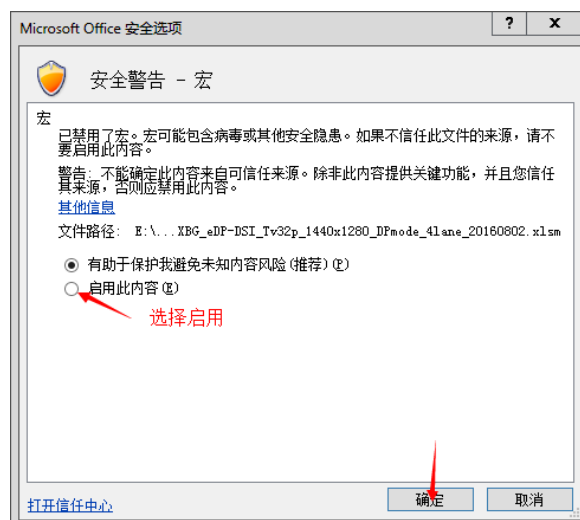 Microsoft Office 安全选项
? x
安全警告 - 宏
宏
已禁用了宏。宏可能包含病毒或其他安全隐患。如果不信任此文件的来源，请不
要启用此内容。
警告: 不能确定此内容来自可信任来源。除非此内容提供关键功能，并且您信任
其来源，否则应禁用此内容。
其他信息
文件路径: E:\...XBG_eDP-DSI_Tv32p_1440x1280_DPmode_4lane_20160802.xlsm
有助于保护我避免未知内容风险(推荐)(P)
启用此内容(E)
选择启用
打开信任中心 确定 取消